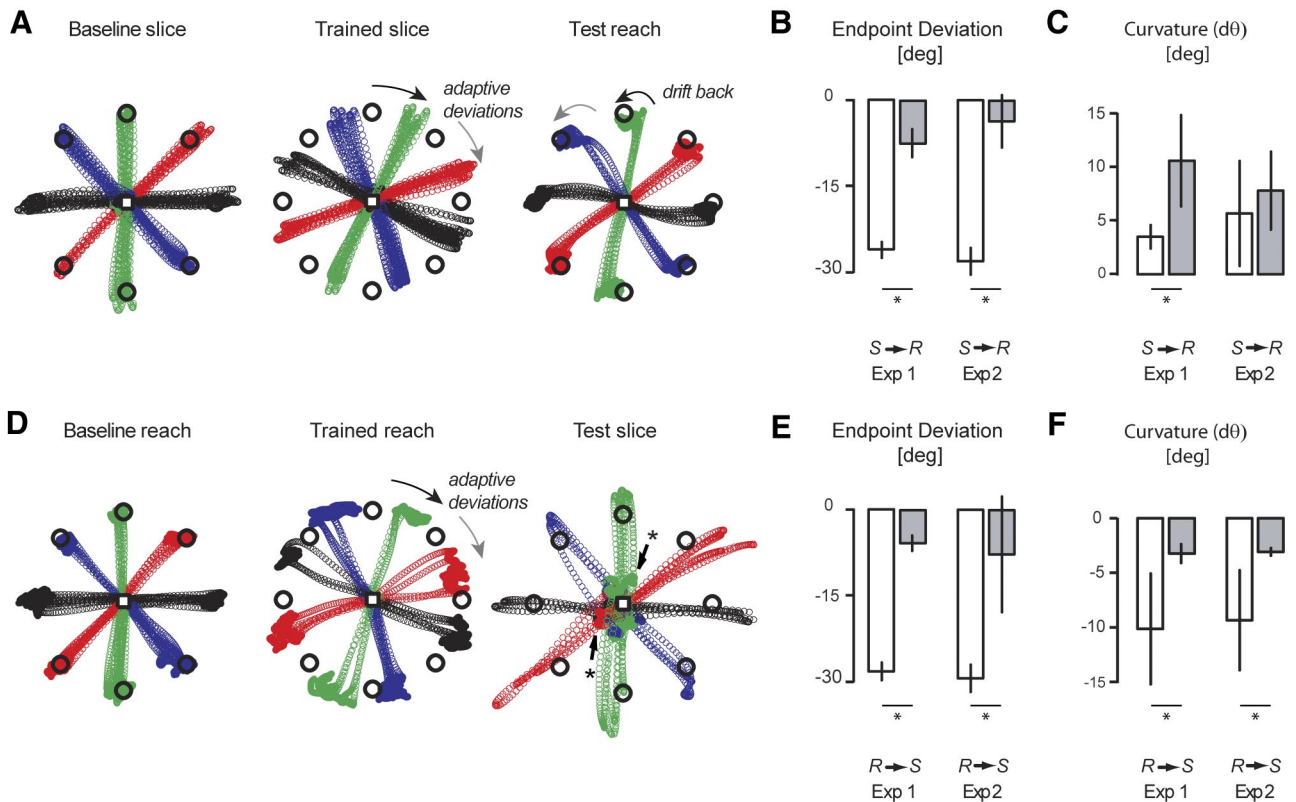 A
Baseline slice
Trained slice
Test reach
adaptive
deviations
drift back
B
Endpoint Deviation
[deg]
0
-15
-30
*
*
S → R
S → R
Exp 1
Exp2
C
Curvature (dθ)
[deg]
15
10
5
0
*
S → R
S → R
Exp 1
Exp2
D
Baseline reach
Trained reach
Test slice
adaptive
deviations
*
*
E
Endpoint Deviation
[deg]
0
-15
-30
*
*
R → S
R → S
Exp 1
Exp2
F
Curvature (dθ)
[deg]
0
-5
-10
-15
*
*
R → S
R → S
Exp 1
Exp2